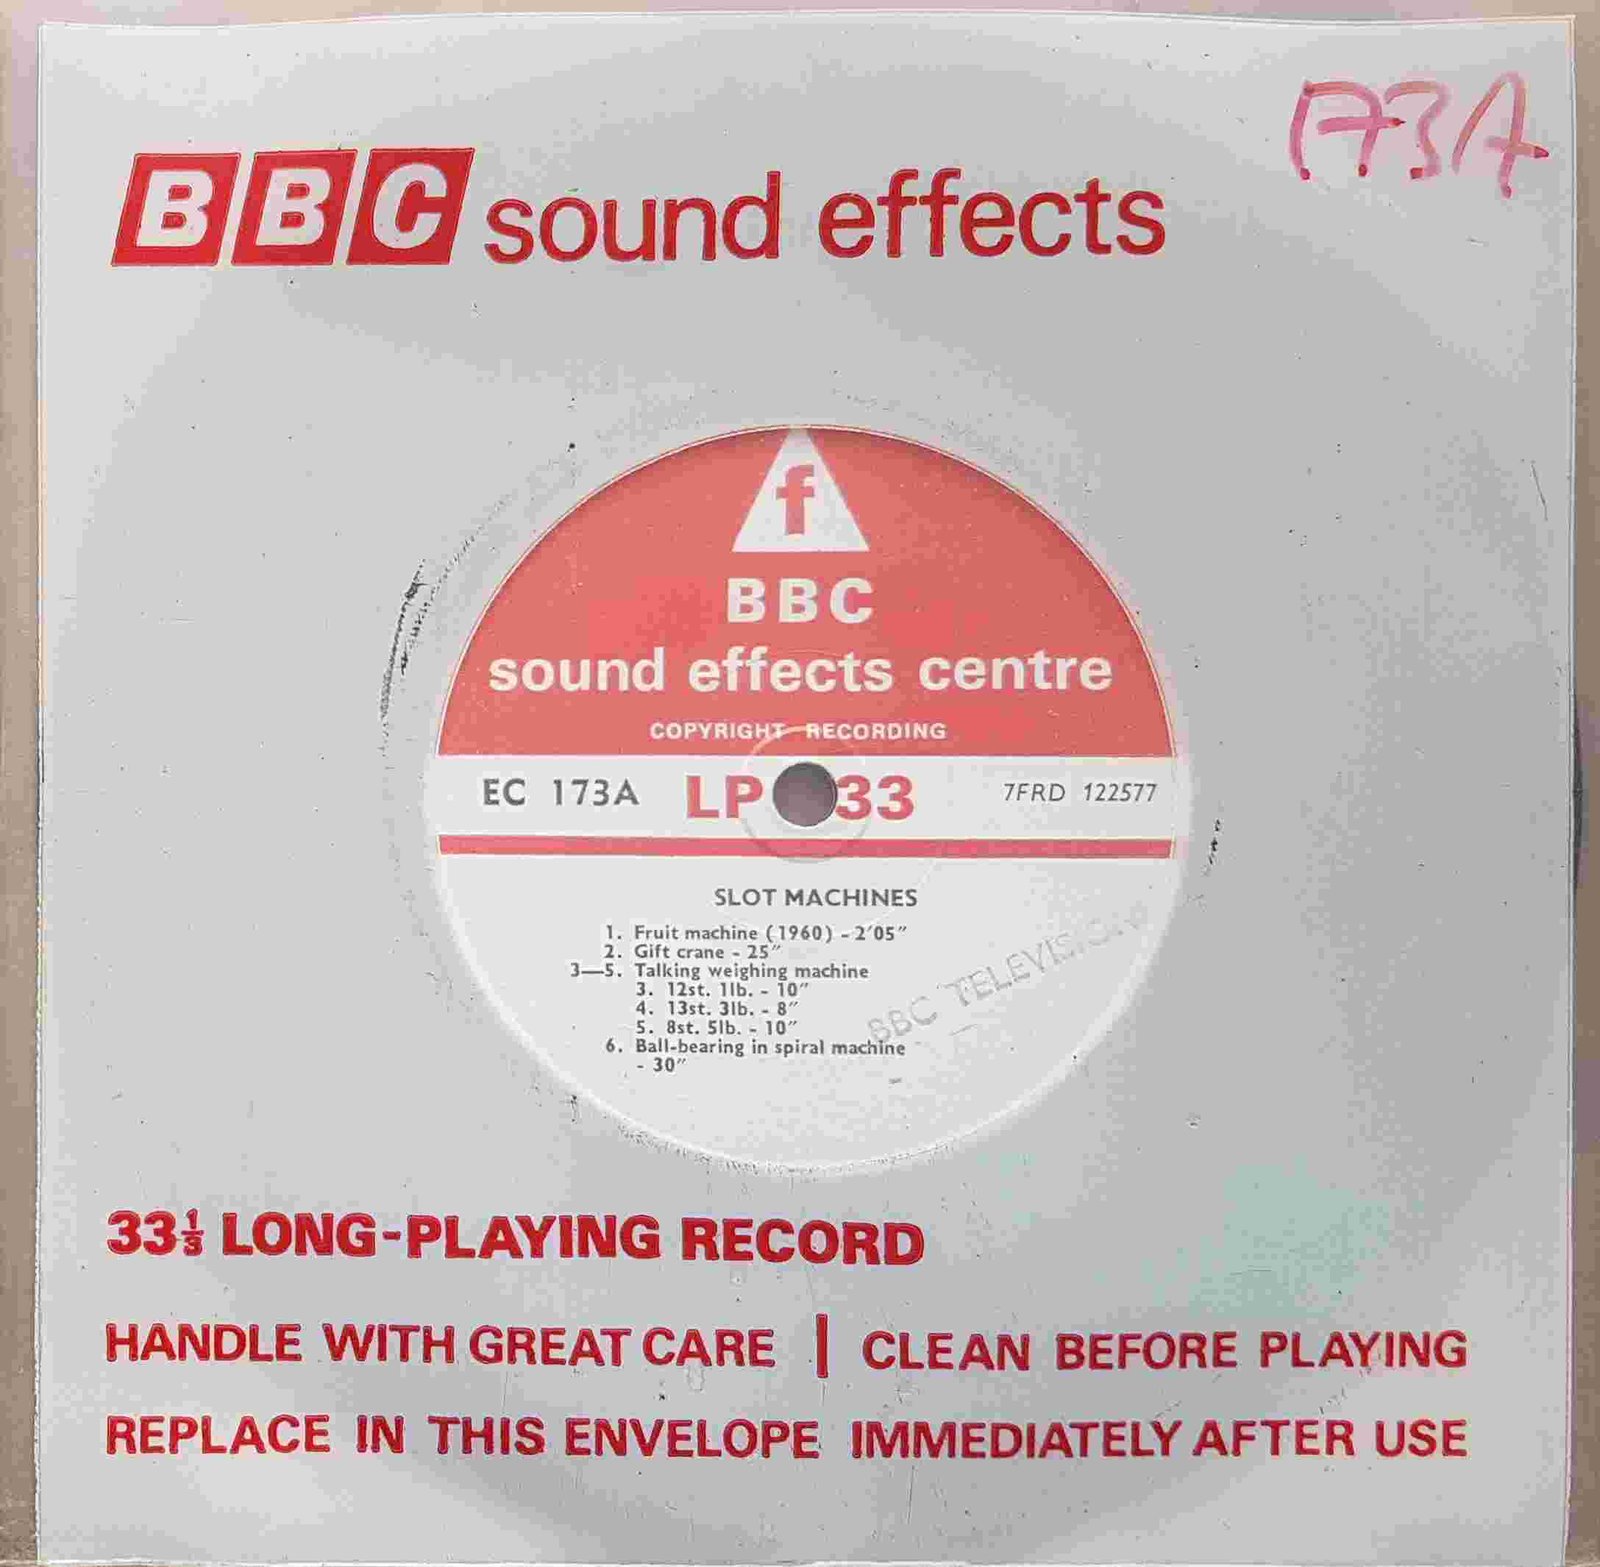 173A
BBC sound effects
f
BBC
sound effects centre
COPYRIGHT RECORDING
EC 173A LP 33 7FRD 122577
SLOT MACHINES
1. Fruit machine (1960) - 2'05"
2. Gift crane - 25"
3—5. Talking weighing machine
3. 12st. 1lb. - 10"
4. 13st. 3lb. - 8"
5. 8st. 5lb. - 10"
6. Ball-bearing in spiral machine
- 30"
BBC TELEVISION
33⅓ LONG-PLAYING RECORD
HANDLE WITH GREAT CARE | CLEAN BEFORE PLAYING
REPLACE IN THIS ENVELOPE IMMEDIATELY AFTER USE